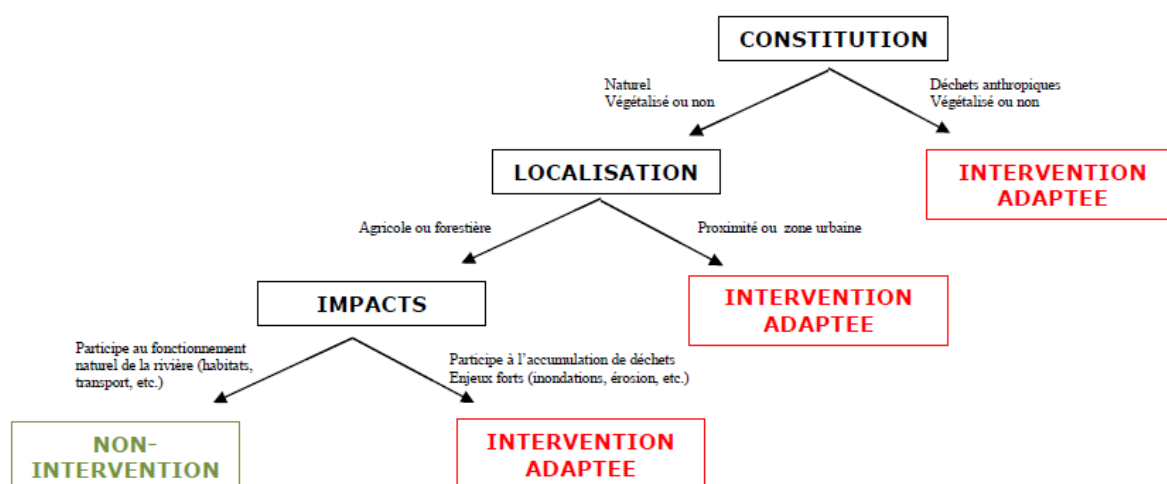 CONSTITUTION
Naturel
Végétalisé ou non
Déchets anthropiques
Végétalisé ou non
LOCALISATION
INTERVENTION
ADAPTEE
Agricole ou forestière
Proximité ou zone urbaine
IMPACTS
INTERVENTION
ADAPTEE
Participe au fonctionnement
naturel de la rivière (habitats,
transport, etc.)
Participe à l'accumulation de déchets
Enjeux forts (inondations, érosion, etc.)
NON-
INTERVENTION
INTERVENTION
ADAPTEE